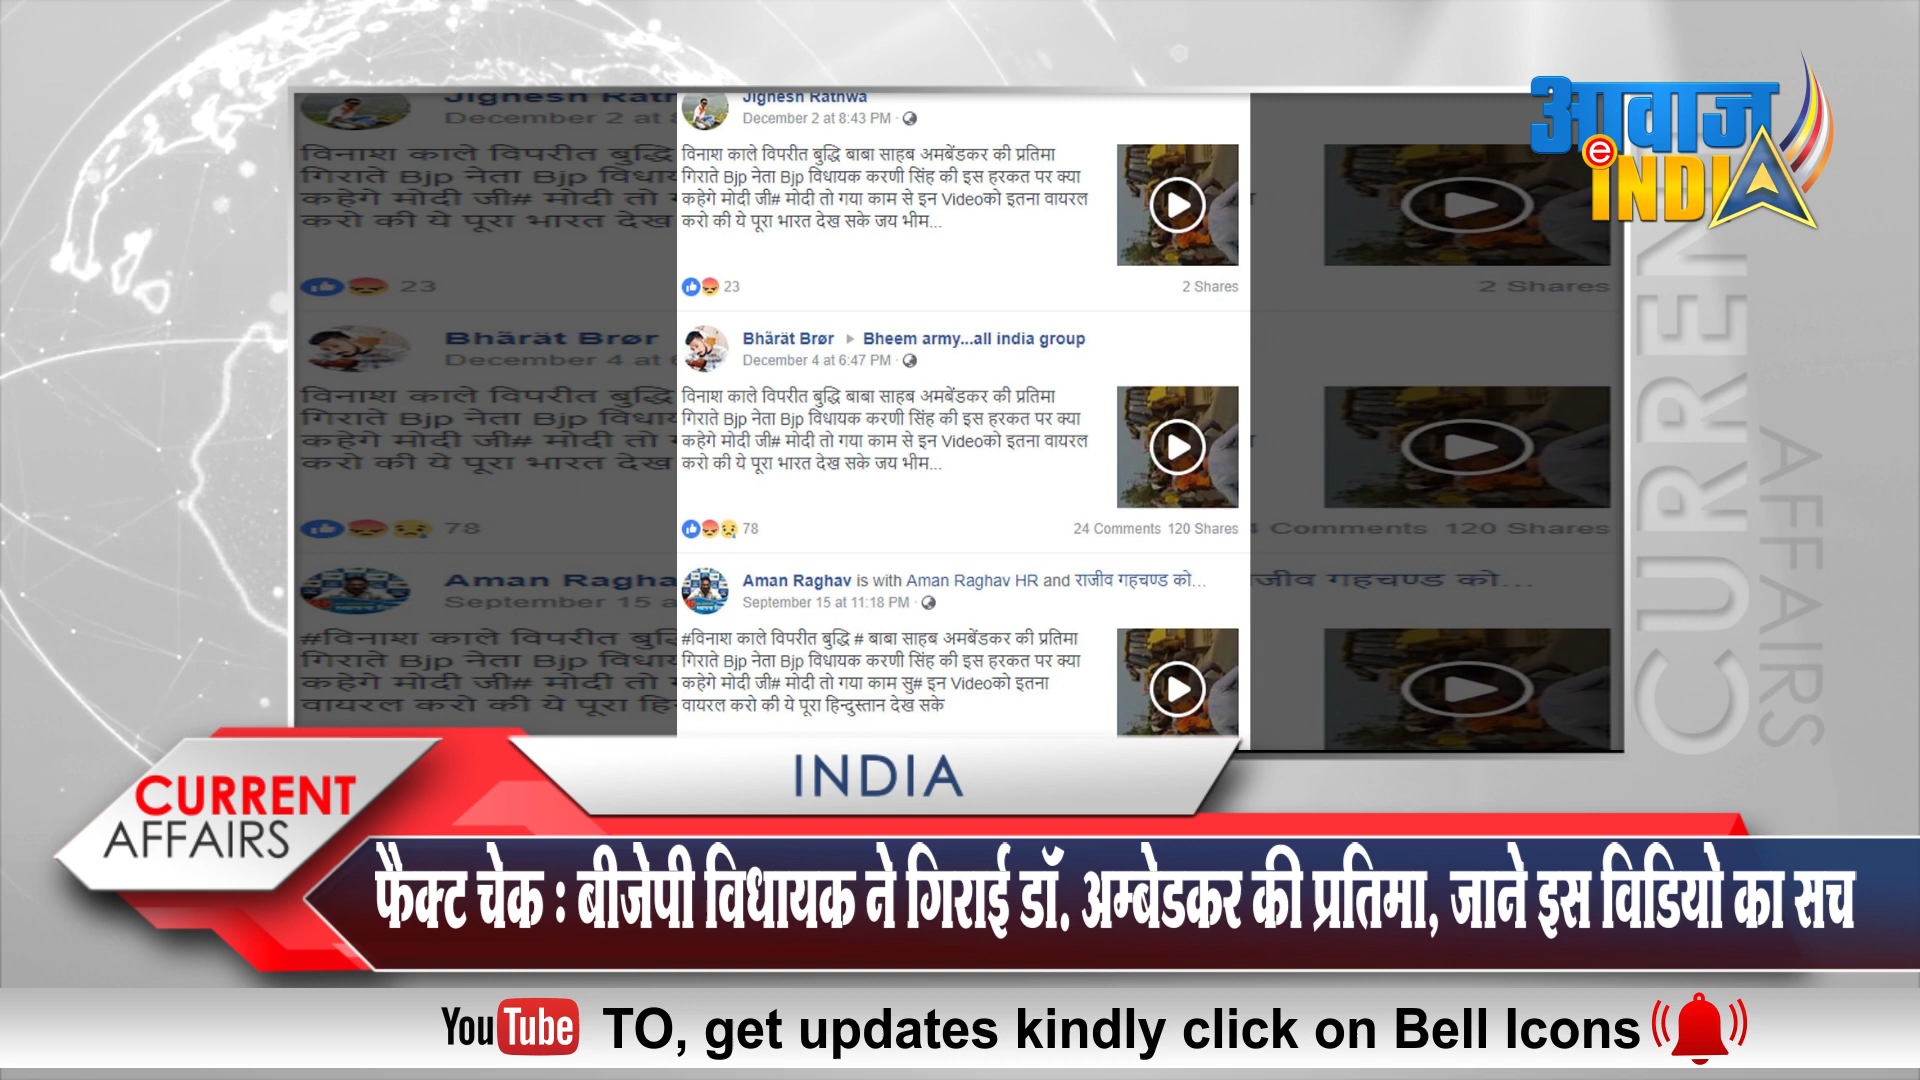 Jignesh Rathwa
December 2 at 8:43 PM
विनाश काले विपरीत बुद्धि बाबा साहब अमबेंडकर की प्रतिमा
गिराते Bjp नेता Bjp विधायक करणी सिंह की इस हरकत पर क्या
कहेगे मोदी जी# मोदी तो गया काम से इन Videoको इतना वायरल
करो की ये पूरा भारत देख सके जय भीम...
23
2 Shares
Bhãrät Brør ▸ Bheem army...all india group
December 4 at 6:47 PM
विनाश काले विपरीत बुद्धि बाबा साहब अमबेंडकर की प्रतिमा
गिराते Bjp नेता Bjp विधायक करणी सिंह की इस हरकत पर क्या
कहेगे मोदी जी# मोदी तो गया काम से इन Videoको इतना वायरल
करो की ये पूरा भारत देख सके जय भीम...
78
24 Comments 120 Shares
Aman Raghav is with Aman Raghav HR and राजीव गहचण्ड को...
September 15 at 11:18 PM
#विनाश काले विपरीत बुद्धि # बाबा साहब अमबेंडकर की प्रतिमा
गिराते Bjp नेता Bjp विधायक करणी सिंह की इस हरकत पर क्या
कहेगे मोदी जी# मोदी तो गया काम सु# इन Videoको इतना
वायरल करो की ये पूरा हिन्दुस्तान देख सके
आवाज
e INDIA
CURRENT
AFFAIRS
INDIA
CURRENT
AFFAIRS
फैक्ट चेक : बीजेपी विधायक ने गिराई डॉ. अम्बेडकर की प्रतिमा, जाने इस विडियो का सच
YouTube TO, get updates kindly click on Bell Icons